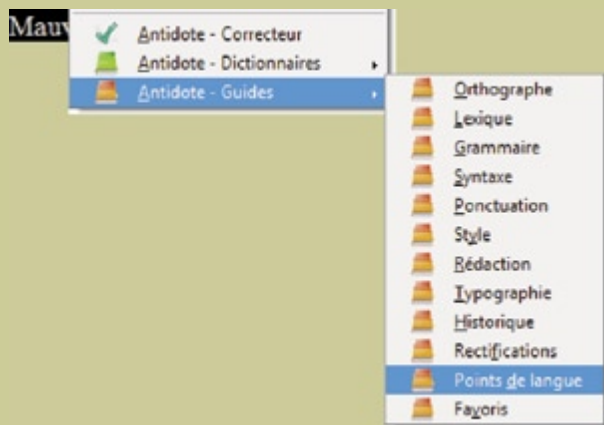 Mauv
Antidote - Correcteur
Antidote - Dictionnaires
Antidote - Guides
Orthographe
Lexique
Grammaire
Syntaxe
Ponctuation
Style
Rédaction
Typographie
Historique
Rectifications
Points de langue
Favoris